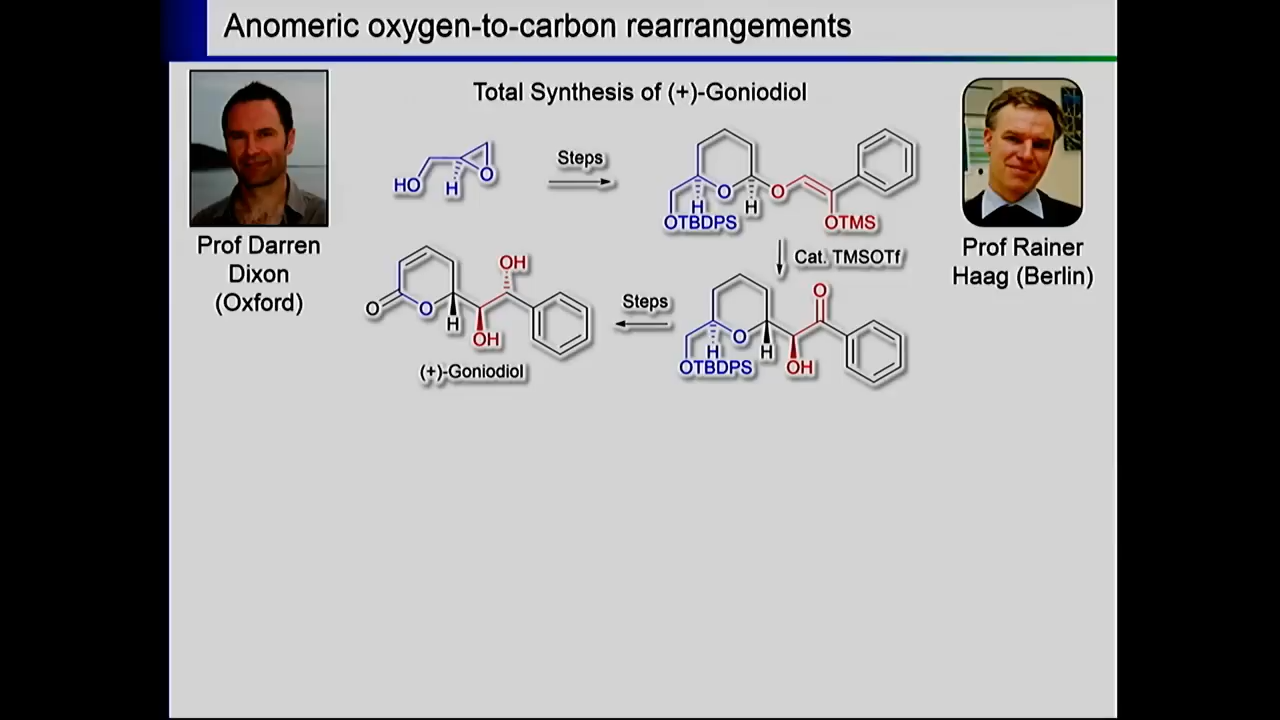 Anomeric oxygen-to-carbon rearrangements
Total Synthesis of (+)-Goniodiol
Prof Darren
Dixon
(Oxford)
Prof Rainer
Haag (Berlin)
HO
H
O
Steps
O
H
H
O
OTBDPS
OTMS
Cat. TMSOTf
O
O
H
OH
OH
(+)-Goniodiol
Steps
O
H
H
O
OH
OTBDPS